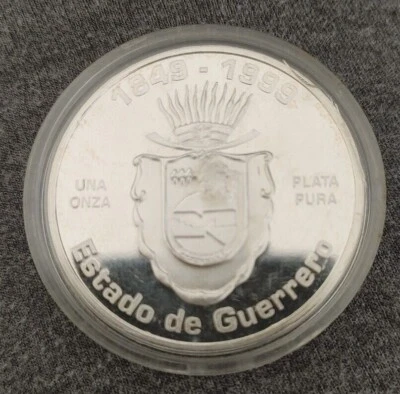 1849 - 1999
UNA
ONZA
PLATA
PURA
Estado de Guerrero